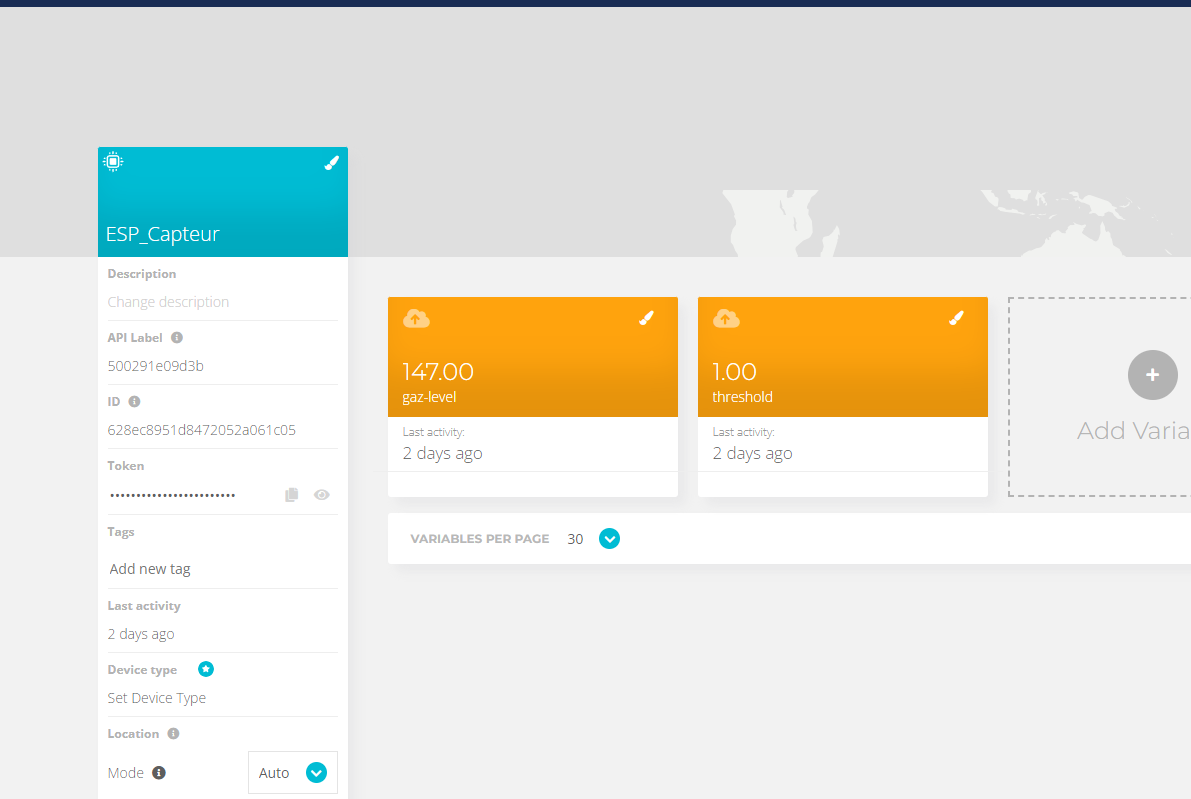 ESP_Capteur
Description
Change description
API Label
500291e09d3b
ID
628ec8951d8472052a061c05
Token
Tags
Add new tag
Last activity
2 days ago
Device type
Set Device Type
Location
Mode
Auto
147.00
gaz-level
Last activity:
2 days ago
1.00
threshold
Last activity:
2 days ago
Add Varia
VARIABLES PER PAGE 30